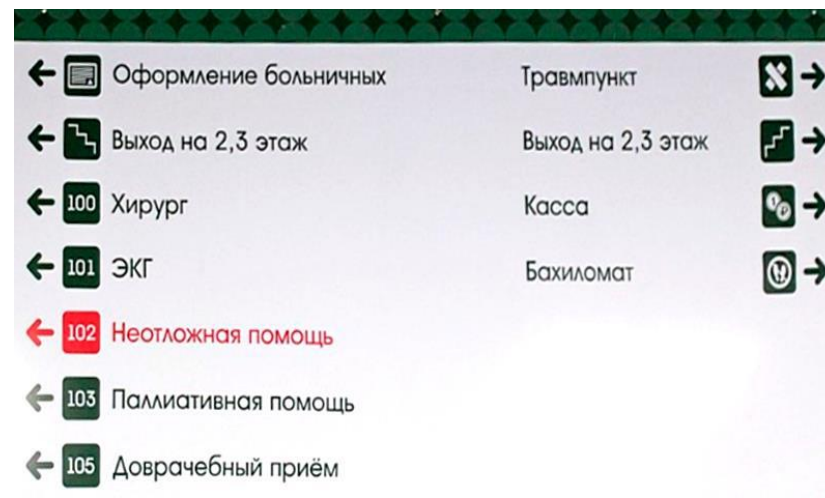 Оформление больничных
Выход на 2,3 этаж
100 Хирург
101 ЭКГ
102 Неотложная помощь
103 Паллиативная помощь
105 Доврачебный приём
Травмпункт
Выход на 2,3 этаж
Касса
Бахиломат